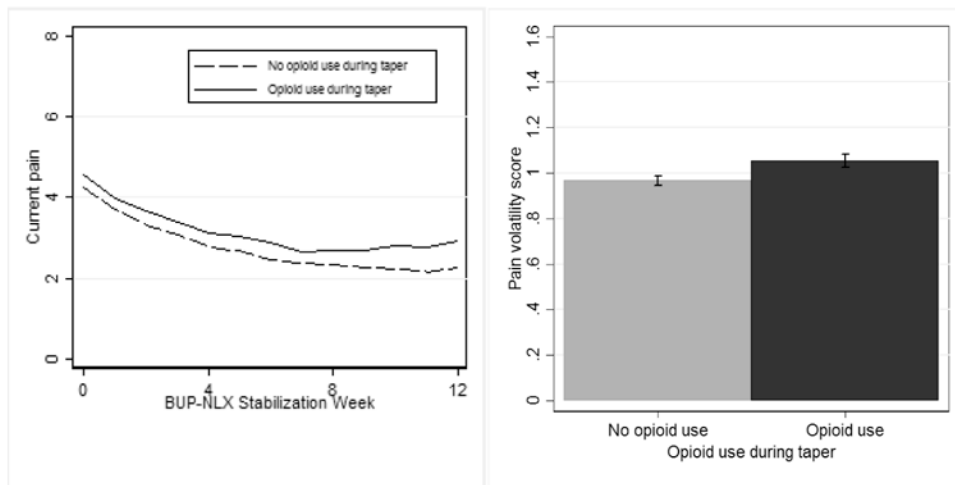 8
6
4
2
0
Current pain
No opioid use during taper
Opioid use during taper
0
4
8
12
BUP-NLX Stabilization Week
1.6
1.4
1.2
1
.8
.6
.4
.2
0
Pain volatility score
No opioid use
Opioid use
Opioid use during taper